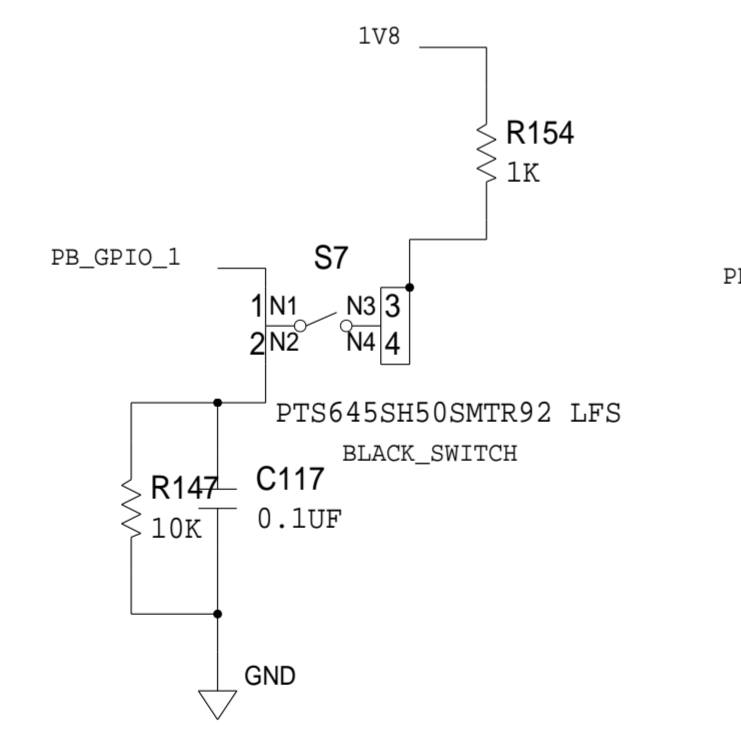 1V8
R154
1K
PB_GPIO_1
S7
1 N1 N3 3
2 N2 N4 4
PTS645SH50SMTR92 LFS
BLACK_SWITCH
R147
10K
C117
0.1UF
GND